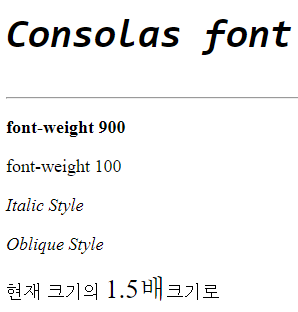 Consolas font
font-weight 900
font-weight 100
Italic Style
Oblique Style
현재 크기의 1.5배크기로